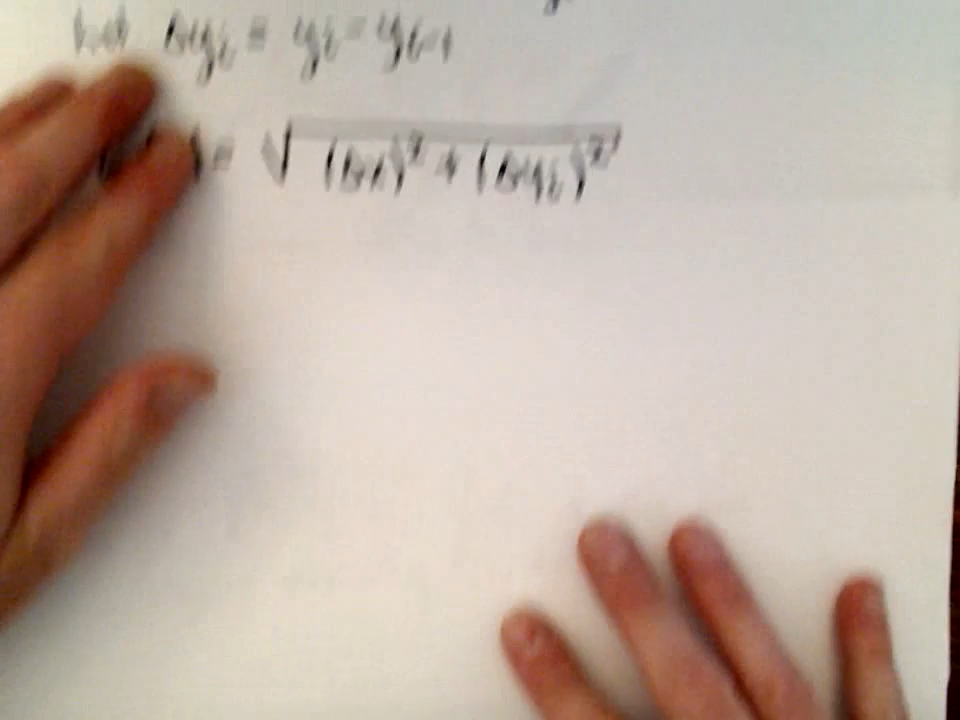 Let Δyᵢ = yᵢ - yᵢ₋₁
= √((Δx)² + (Δyᵢ)²)